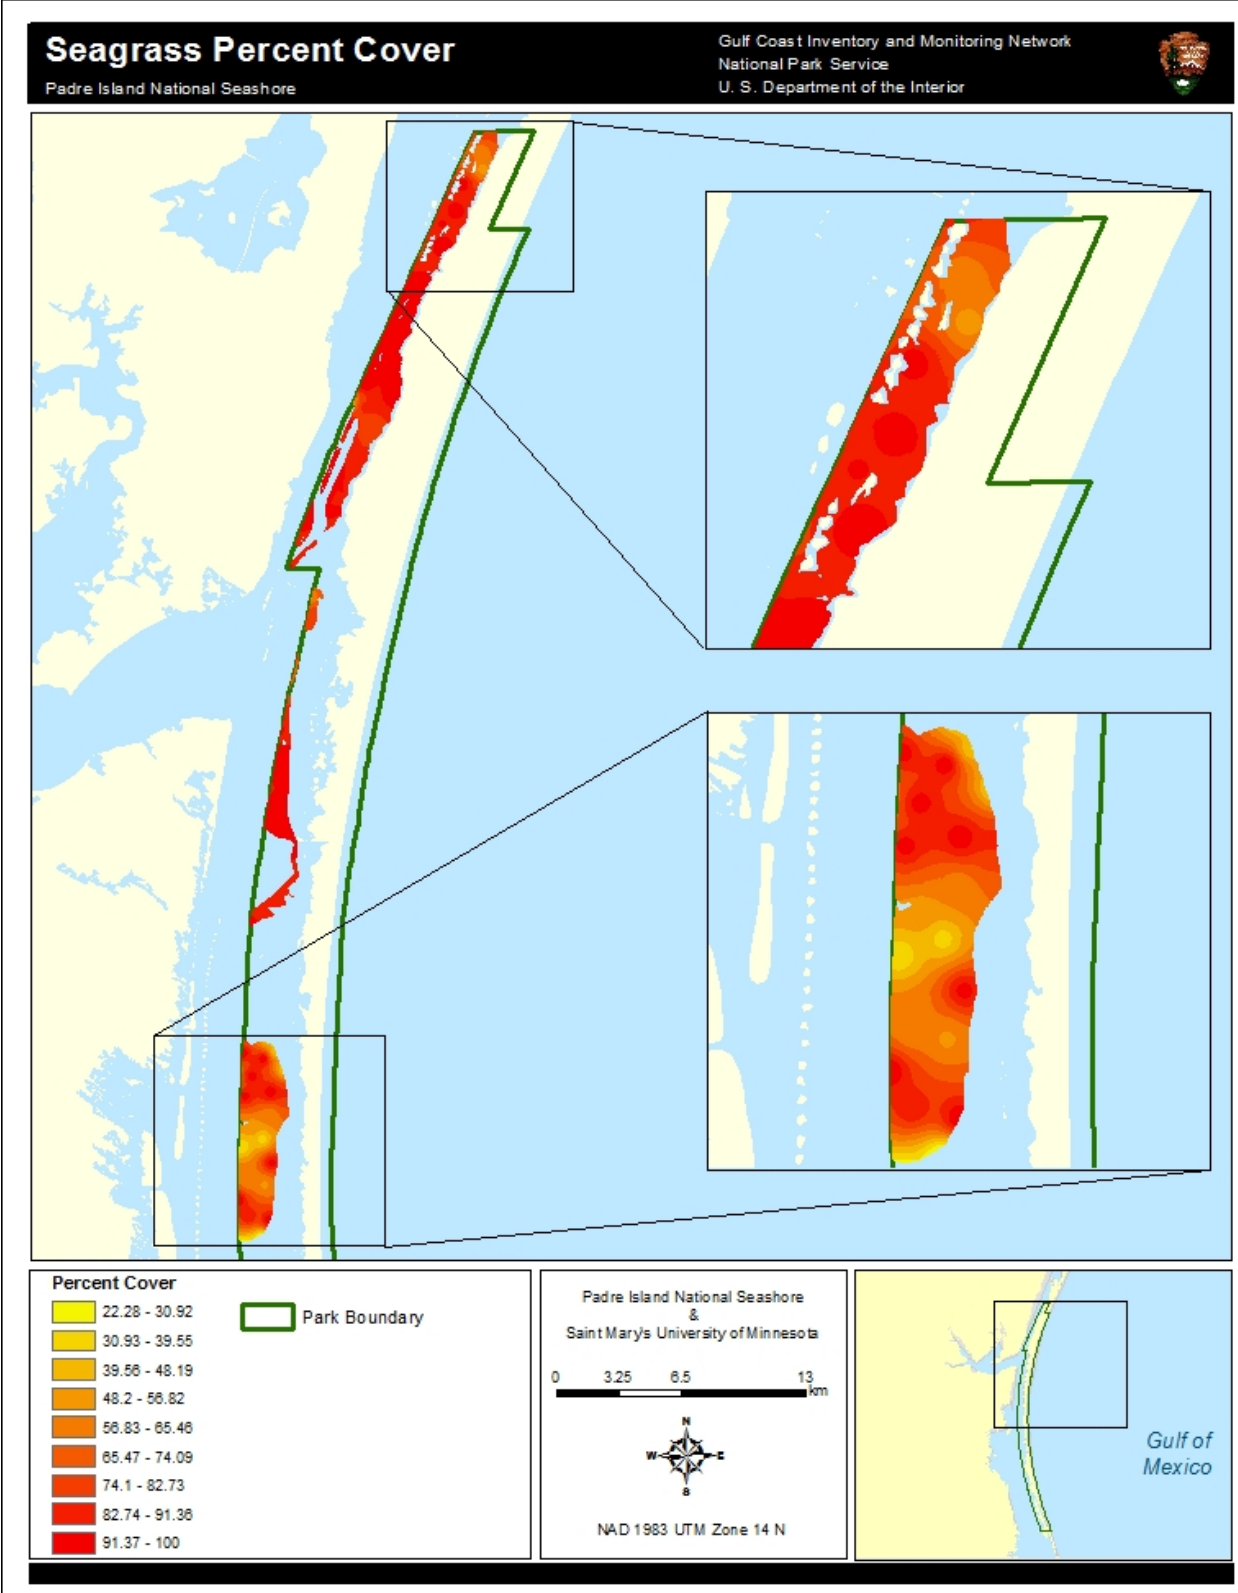 Seagrass Percent Cover
Padre Island National Seashore
Gulf Coast Inventory and Monitoring Network
National Park Service
U. S. Department of the Interior
Percent Cover
22.28 - 30.92
30.93 - 39.55
39.56 - 48.19
48.2 - 56.82
56.83 - 65.46
65.47 - 74.09
74.1 - 82.73
82.74 - 91.36
91.37 - 100
Park Boundary
Padre Island National Seashore
&
Saint Mary's University of Minnesota
0 3.25 6.5 13
km
N
W E
S
NAD 1983 UTM Zone 14 N
Gulf of
Mexico